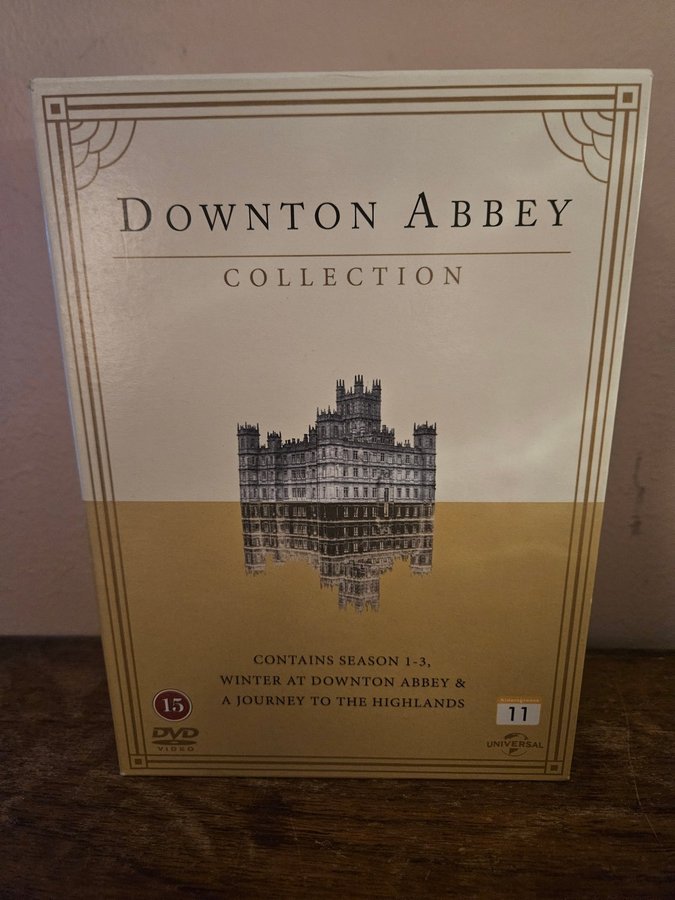 DOWNTON ABBEY
COLLECTION
CONTAINS SEASON 1-3,
WINTER AT DOWNTON ABBEY &
A JOURNEY TO THE HIGHLANDS
15
DVD
VIDEO
Aldersgrense
11
UNIVERSAL